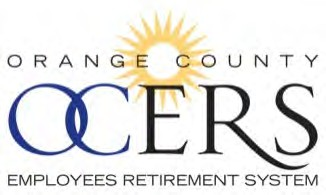 ORANGE COUNTY
OCERS
EMPLOYEES RETIREMENT SYSTEM